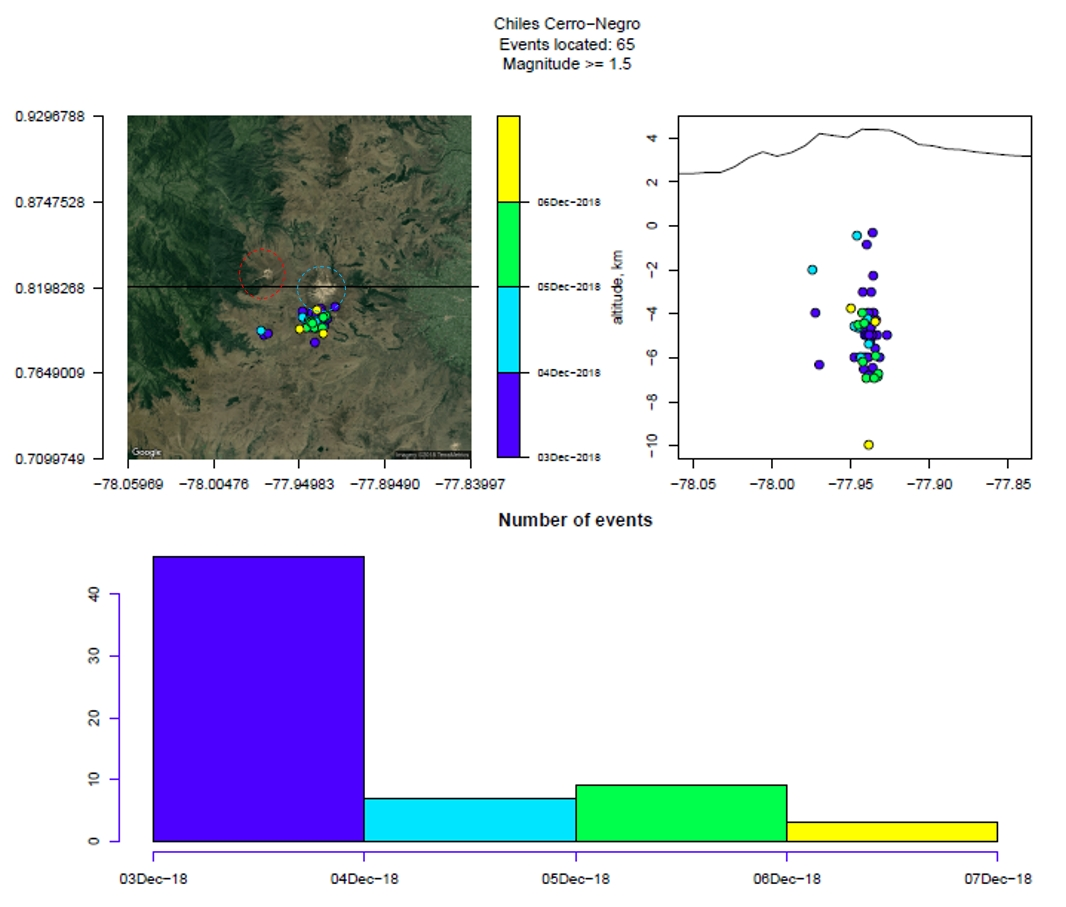 Chiles Cerro−Negro
Events located: 65
Magnitude >= 1.5
0.9296788
0.8747528
0.8198268
0.7649009
0.7099749
Google
−78.05969 −78.00476 −77.94983 −77.89490 −77.83997
06Dec−2018
05Dec−2018
04Dec−2018
03Dec−2018
altitude, km
4
2
0
−2
−4
−6
−8
−10
−78.05 −78.00 −77.95 −77.90 −77.85
Number of events
40
30
20
10
0
03Dec−18 04Dec−18 05Dec−18 06Dec−18 07Dec−18